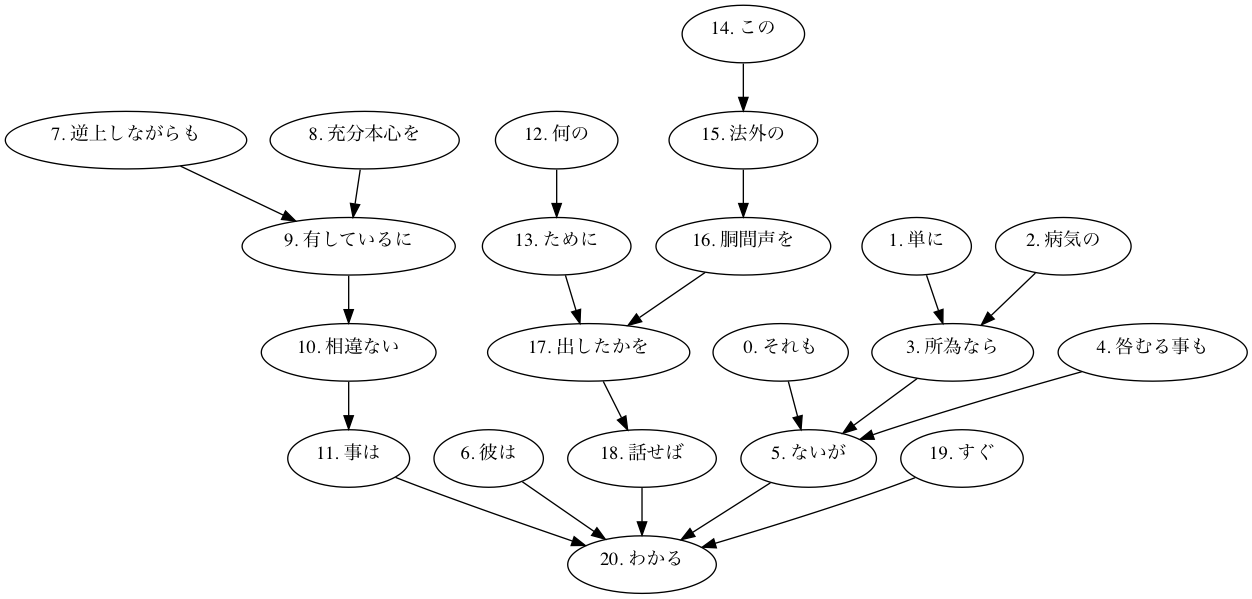 14. この
7. 逆上しながらも
8. 充分本心を
12. 何の
15. 法外の
9. 有しているに
13. ために
16. 胴間声を
1. 単に
2. 病気の
10. 相違ない
17. 出したかを
0. それも
3. 所為なら
4. 咎むる事も
11. 事は
6. 彼は
18. 話せば
5. ないが
19. すぐ
20. わかる